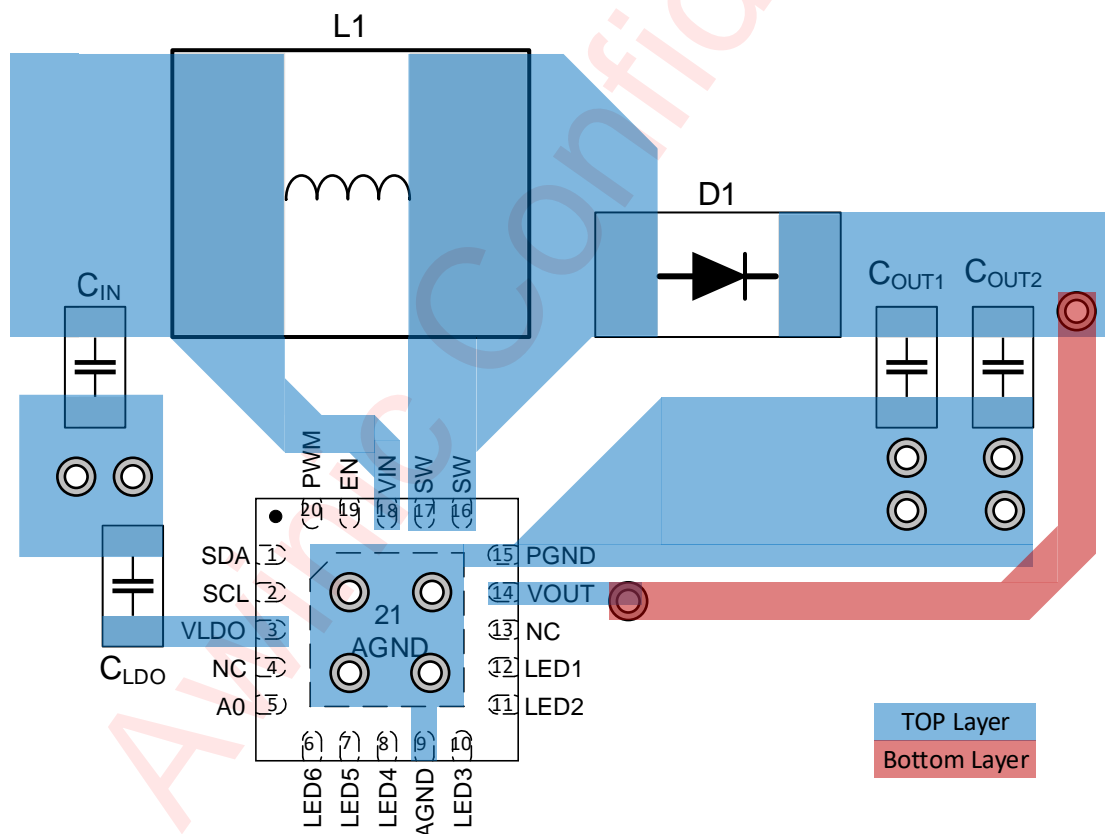 L1
D1
CIN
COUT1
COUT2
PWM
EN
VIN
SW
SW
20
19
18
17
16
SDA
1
15
PGND
SCL
2
14
VOUT
VLDO
3
13
NC
NC
4
12
LED1
A0
5
11
LED2
21
AGND
CLDO
6
7
8
9
10
LED6
LED5
LED4
AGND
LED3
TOP Layer
Bottom Layer
Awinic Confid